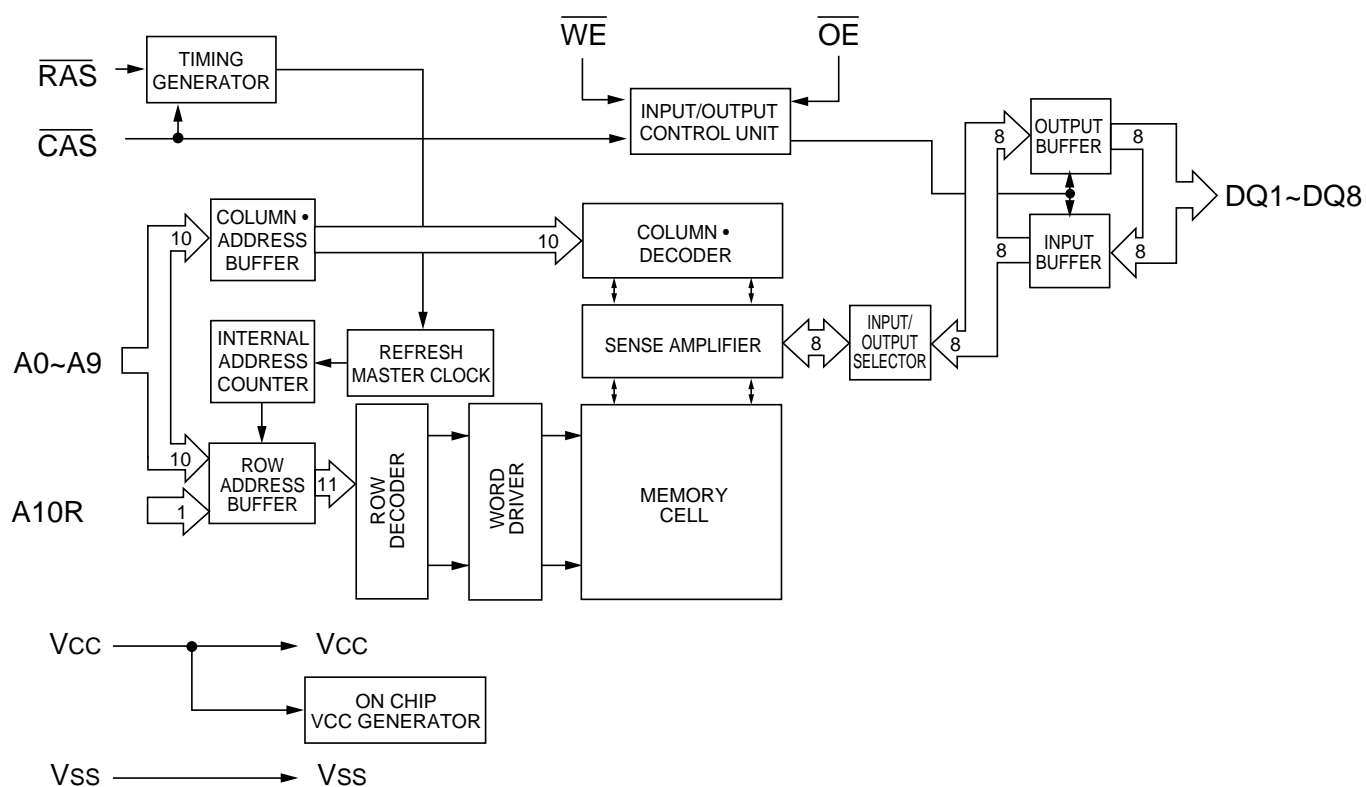 WE
OE
RAS
TIMING
GENERATOR
CAS
INPUT/OUTPUT
CONTROL UNIT
8
OUTPUT
BUFFER
8
DQ1~DQ8
10
COLUMN •
ADDRESS
BUFFER
10
COLUMN •
DECODER
8
INPUT
BUFFER
8
A0~A9
INTERNAL
ADDRESS
COUNTER
REFRESH
MASTER CLOCK
SENSE AMPLIFIER
8
INPUT/
OUTPUT
SELECTOR
8
10
A10R
1
ROW
ADDRESS
BUFFER
11
ROW
DECODER
WORD
DRIVER
MEMORY
CELL
VCC
VCC
ON CHIP
VCC GENERATOR
VSS
VSS